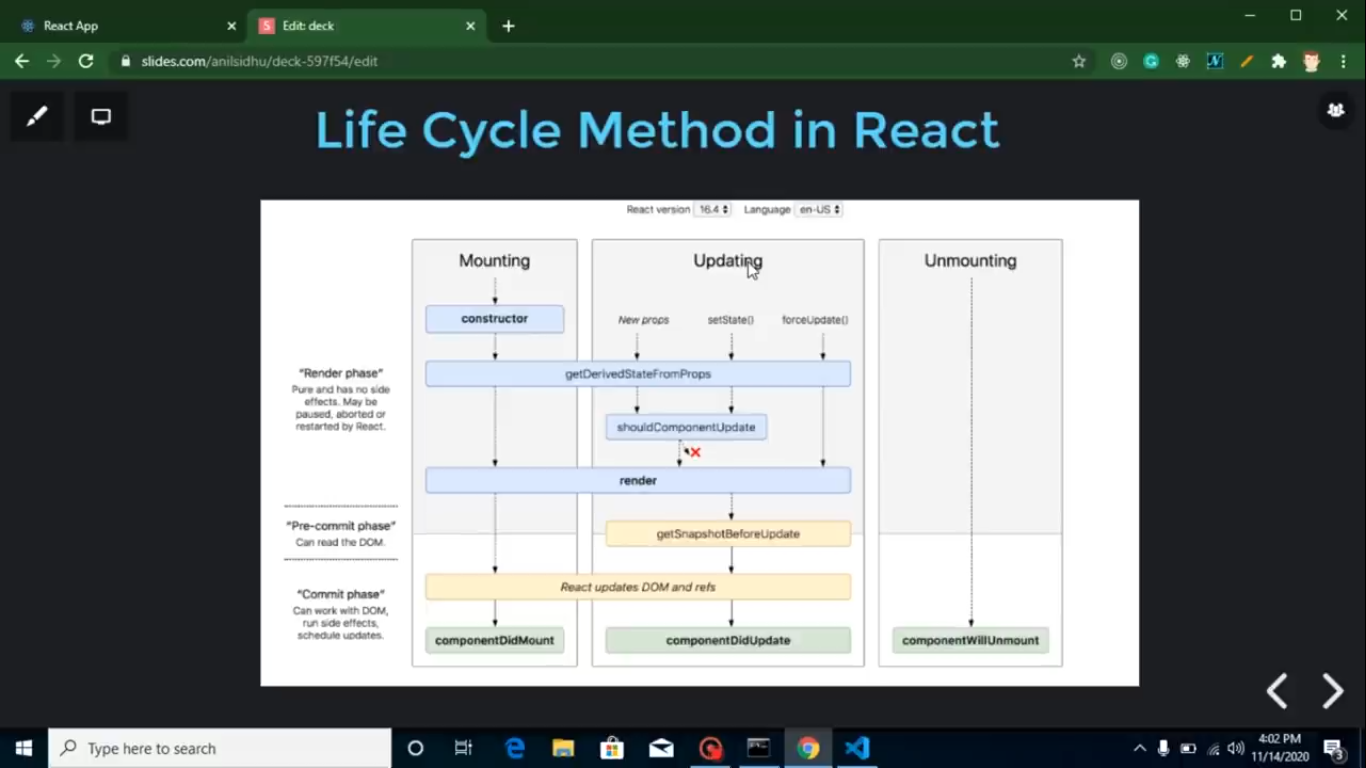 React App
Edit: deck
slides.com/anilsidhu/deck-597f54/edit
Life Cycle Method in React
React version 16.4 Language en-US
Mounting
Updating
Unmounting
constructor
New props
setState()
forceUpdate()
"Render phase"
Pure and has no side
effects. May be
paused, aborted or
restarted by React.
getDerivedStateFromProps
shouldComponentUpdate
render
"Pre-commit phase"
Can read the DOM.
getSnapshotBeforeUpdate
"Commit phase"
Can work with DOM,
run side effects,
schedule updates.
React updates DOM and refs
componentDidMount
componentDidUpdate
componentWillUnmount
Type here to search
4:02 PM
11/14/2020
3